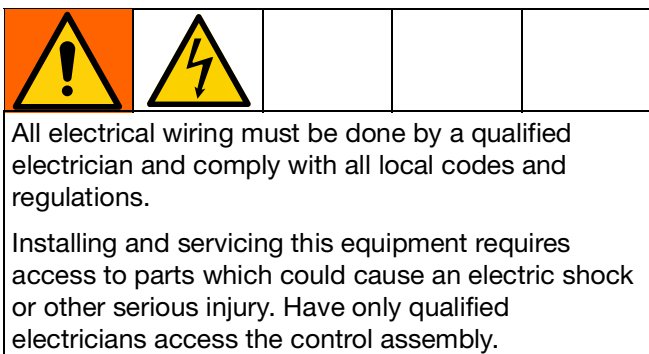 All electrical wiring must be done by a qualified
electrician and comply with all local codes and
regulations.
Installing and servicing this equipment requires
access to parts which could cause an electric shock
or other serious injury. Have only qualified
electricians access the control assembly.